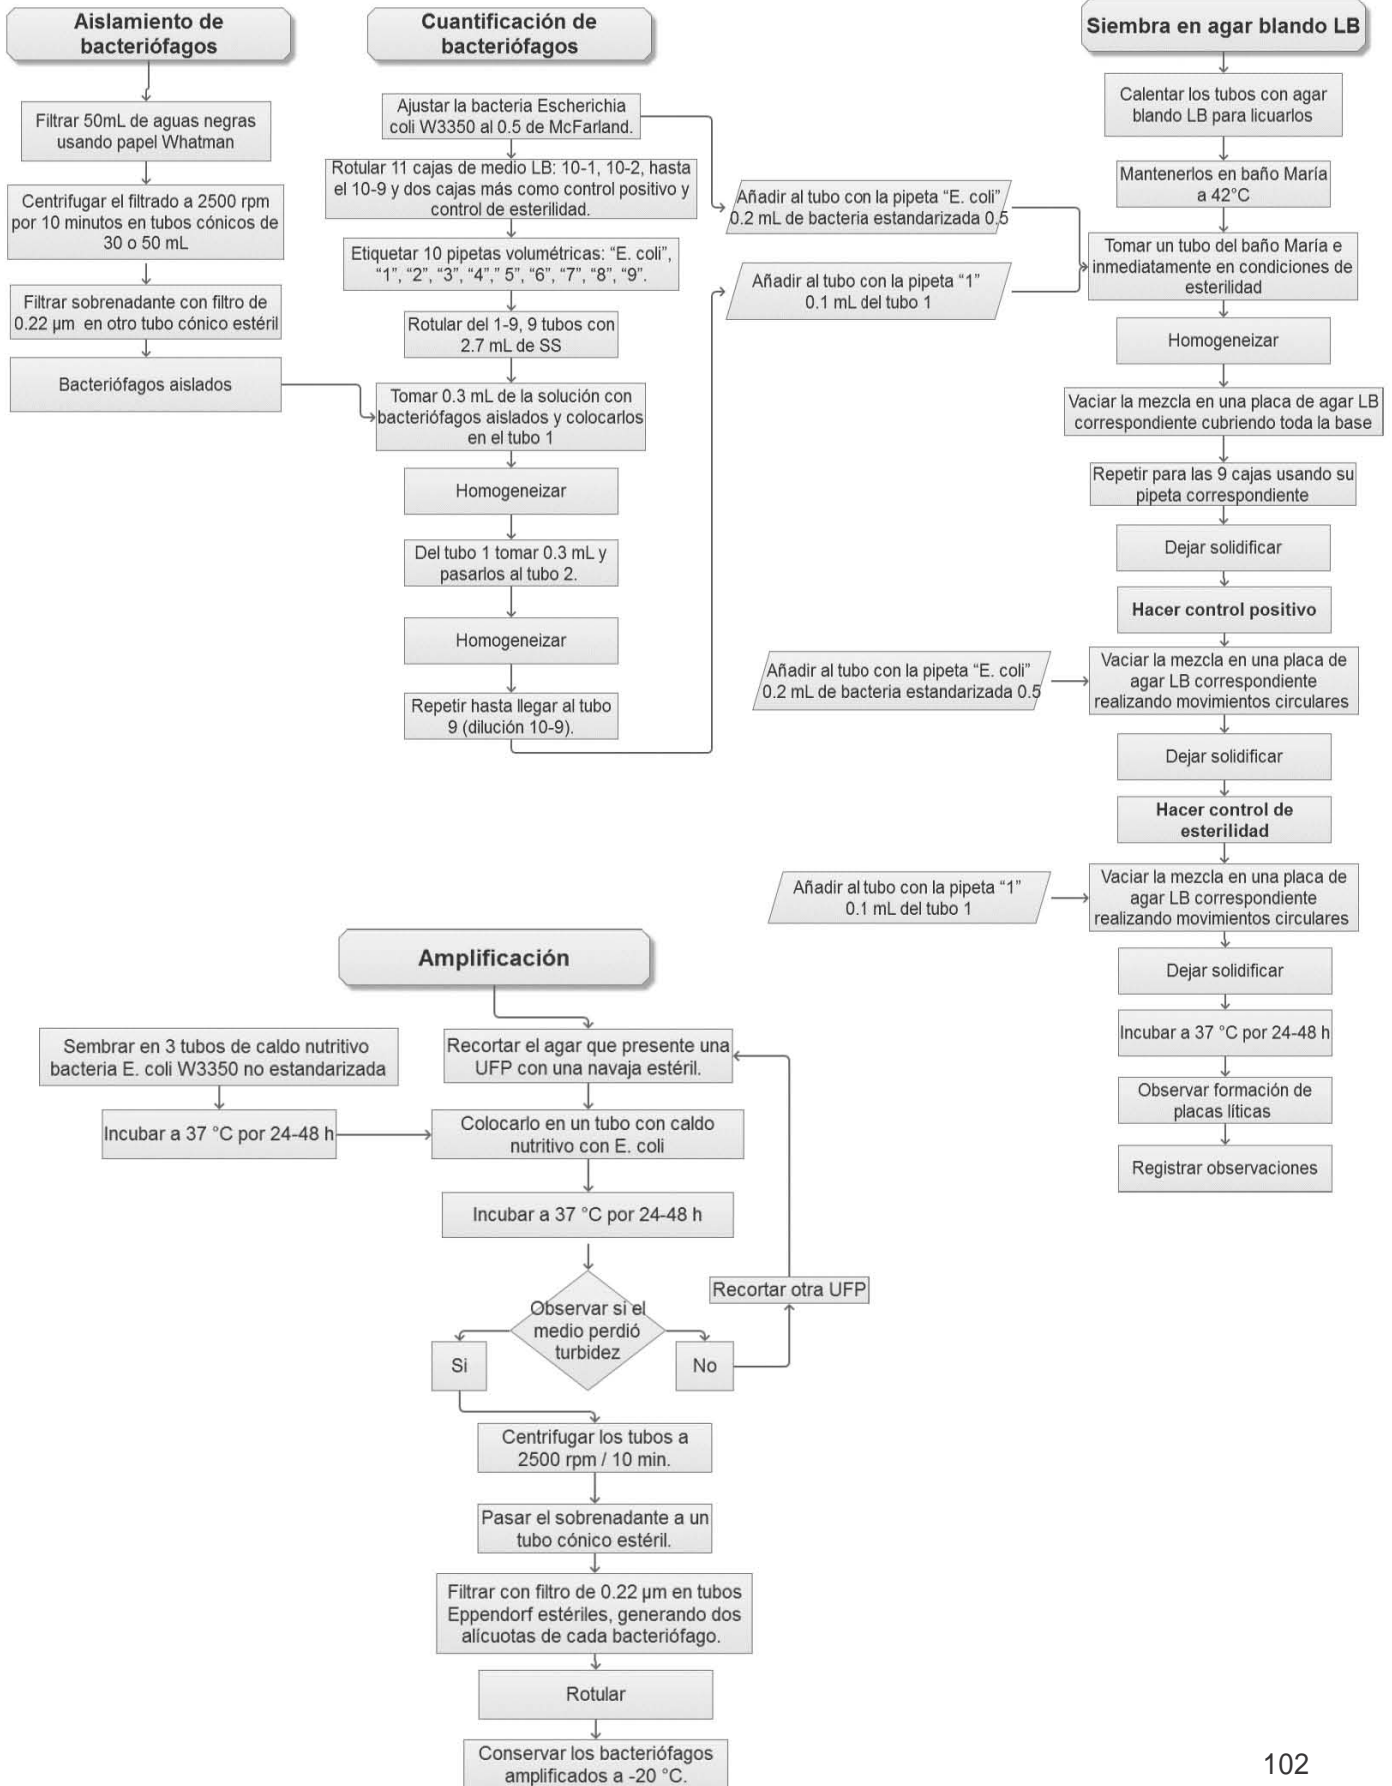 Aislamiento de
bacteriófagos
Filtrar 50mL de aguas negras
usando papel Whatman
Centrifugar el filtrado a 2500 rpm
por 10 minutos en tubos cónicos de
30 o 50 mL
Filtrar sobrenadante con filtro de
0.22 µm en otro tubo cónico estéril
Bacteriófagos aislados
Cuantificación de
bacteriófagos
Ajustar la bacteria Escherichia
coli W3350 al 0.5 de McFarland.
Rotular 11 cajas de medio LB: 10-1, 10-2, hasta
el 10-9 y dos cajas más como control positivo y
control de esterilidad.
Etiquetar 10 pipetas volumétricas: “E. coli”,
“1”, “2”, “3”, “4”,” 5”, “6”, “7”, “8”, “9”.
Rotular del 1-9, 9 tubos con
2.7 mL de SS
Tomar 0.3 mL de la solución con
bacteriófagos aislados y colocarlos
en el tubo 1
Homogeneizar
Del tubo 1 tomar 0.3 mL y
pasarlos al tubo 2.
Homogeneizar
Repetir hasta llegar al tubo
9 (dilución 10-9).
Añadir al tubo con la pipeta “E. coli”
0.2 mL de bacteria estandarizada 0.5
Añadir al tubo con la pipeta “1”
0.1 mL del tubo 1
Siembra en agar blando LB
Calentar los tubos con agar
blando LB para licuarlos
Mantenerlos en baño María
a 42°C
Tomar un tubo del baño María e
inmediatamente en condiciones de
esterilidad
Homogeneizar
Vaciar la mezcla en una placa de agar LB
correspondiente cubriendo toda la base
Repetir para las 9 cajas usando su
pipeta correspondiente
Dejar solidificar
Hacer control positivo
Añadir al tubo con la pipeta “E. coli”
0.2 mL de bacteria estandarizada 0.5
Vaciar la mezcla en una placa de
agar LB correspondiente
realizando movimientos circulares
Dejar solidificar
Hacer control de
esterilidad
Añadir al tubo con la pipeta “1”
0.1 mL del tubo 1
Vaciar la mezcla en una placa de
agar LB correspondiente
realizando movimientos circulares
Dejar solidificar
Incubar a 37 °C por 24-48 h
Observar formación de
placas líticas
Registrar observaciones
Amplificación
Sembrar en 3 tubos de caldo nutritivo
bacteria E. coli W3350 no estandarizada
Incubar a 37 °C por 24-48 h
Recortar el agar que presente una
UFP con una navaja estéril.
Colocarlo en un tubo con caldo
nutritivo con E. coli
Incubar a 37 °C por 24-48 h
Observar si el
medio perdió
turbidez
Si
No
Recortar otra UFP
Centrifugar los tubos a
2500 rpm / 10 min.
Pasar el sobrenadante a un
tubo cónico estéril.
Filtrar con filtro de 0.22 µm en tubos
Eppendorf estériles, generando dos
alícuotas de cada bacteriófago.
Rotular
Conservar los bacteriófagos
amplificados a -20 °C.
102